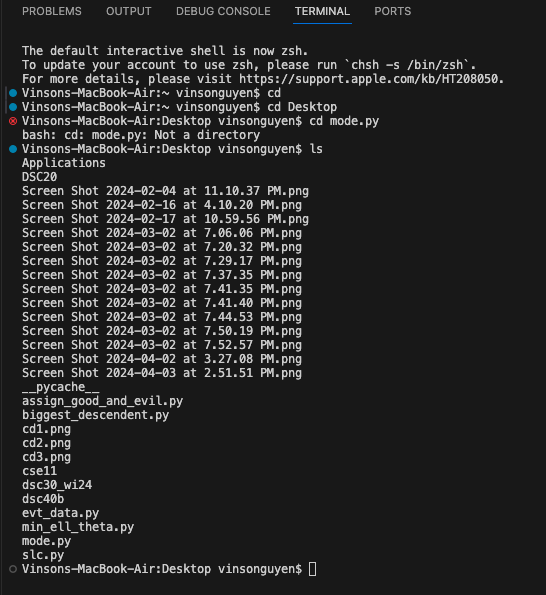 PROBLEMS OUTPUT DEBUG CONSOLE TERMINAL PORTS
The default interactive shell is now zsh.
To update your account to use zsh, please run `chsh -s /bin/zsh`.
For more details, please visit https://support.apple.com/kb/HT208050.
Vinsons-MacBook-Air:~ vinsonguyen$ cd
Vinsons-MacBook-Air:~ vinsonguyen$ cd Desktop
Vinsons-MacBook-Air:Desktop vinsonguyen$ cd mode.py
bash: cd: mode.py: Not a directory
Vinsons-MacBook-Air:Desktop vinsonguyen$ ls
Applications
DSC20
Screen Shot 2024-02-04 at 11.10.37 PM.png
Screen Shot 2024-02-16 at 4.10.20 PM.png
Screen Shot 2024-02-17 at 10.59.56 PM.png
Screen Shot 2024-03-02 at 7.06.06 PM.png
Screen Shot 2024-03-02 at 7.20.32 PM.png
Screen Shot 2024-03-02 at 7.29.17 PM.png
Screen Shot 2024-03-02 at 7.37.35 PM.png
Screen Shot 2024-03-02 at 7.41.35 PM.png
Screen Shot 2024-03-02 at 7.41.40 PM.png
Screen Shot 2024-03-02 at 7.44.53 PM.png
Screen Shot 2024-03-02 at 7.50.19 PM.png
Screen Shot 2024-03-02 at 7.52.57 PM.png
Screen Shot 2024-04-02 at 3.27.08 PM.png
Screen Shot 2024-04-03 at 2.51.51 PM.png
__pycache__
assign_good_and_evil.py
biggest_descendent.py
cd1.png
cd2.png
cd3.png
cse11
dsc30_wi24
dsc40b
evt_data.py
min_ell_theta.py
mode.py
slc.py
Vinsons-MacBook-Air:Desktop vinsonguyen$